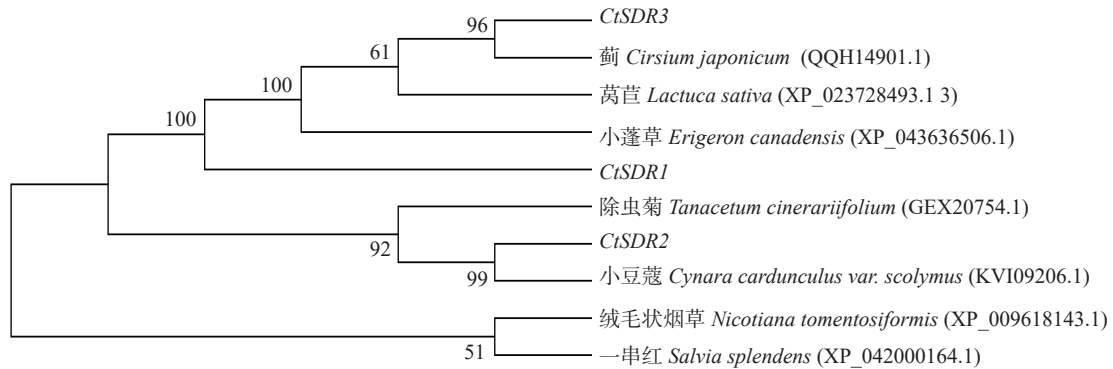 CtSDR3
96
蓟 Cirsium japonicum (QQH14901.1)
61
莴苣 Lactuca sativa (XP_023728493.1 3)
100
小蓬草 Erigeron canadensis (XP_043636506.1)
100
CtSDR1
除虫菊 Tanacetum cinerariifolium (GEX20754.1)
92
CtSDR2
99
小豆蔻 Cynara cardunculus var. scolymus (KVI09206.1)
绒毛状烟草 Nicotiana tomentosiformis (XP_009618143.1)
51
一串红 Salvia splendens (XP_042000164.1)